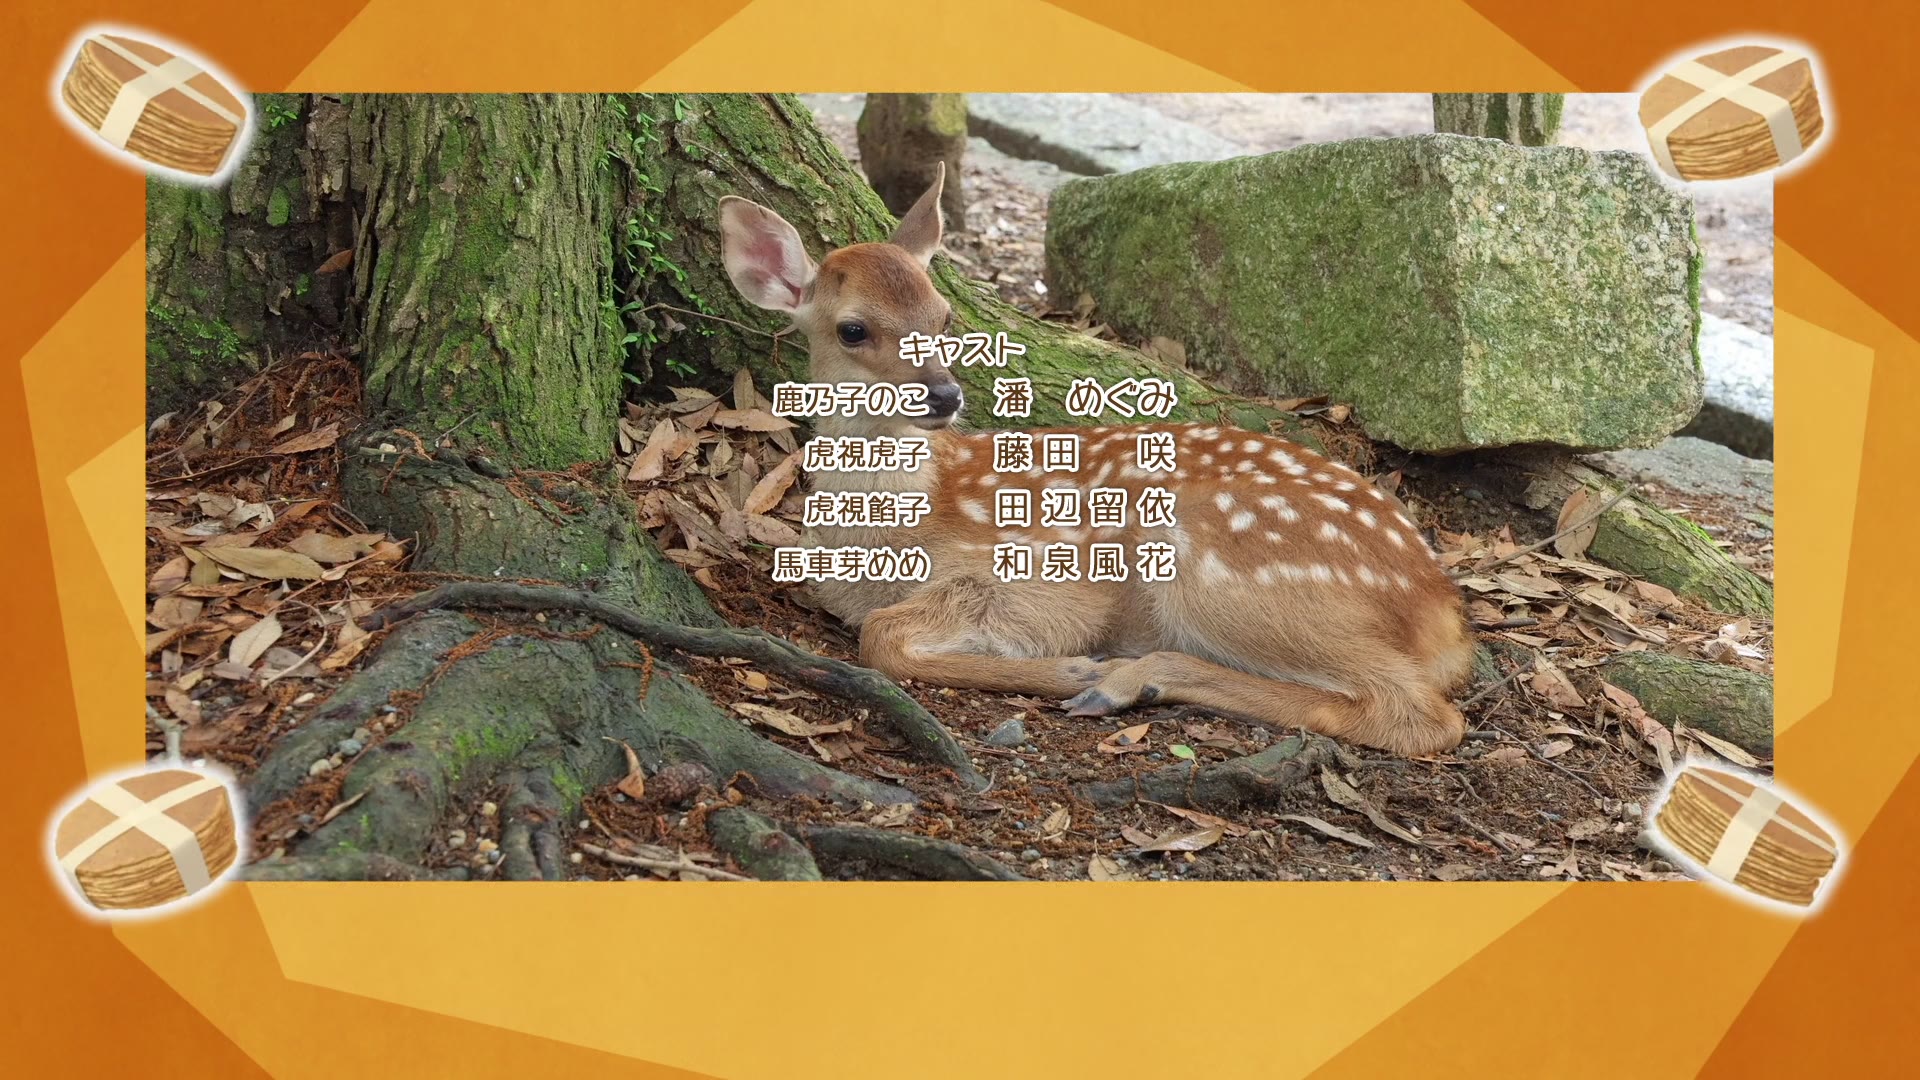 キャスト
鹿乃子のこ　潘　めぐみ
虎視虎子　藤田　咲
虎視餡子　田辺留依
馬車芽めめ　和泉風花